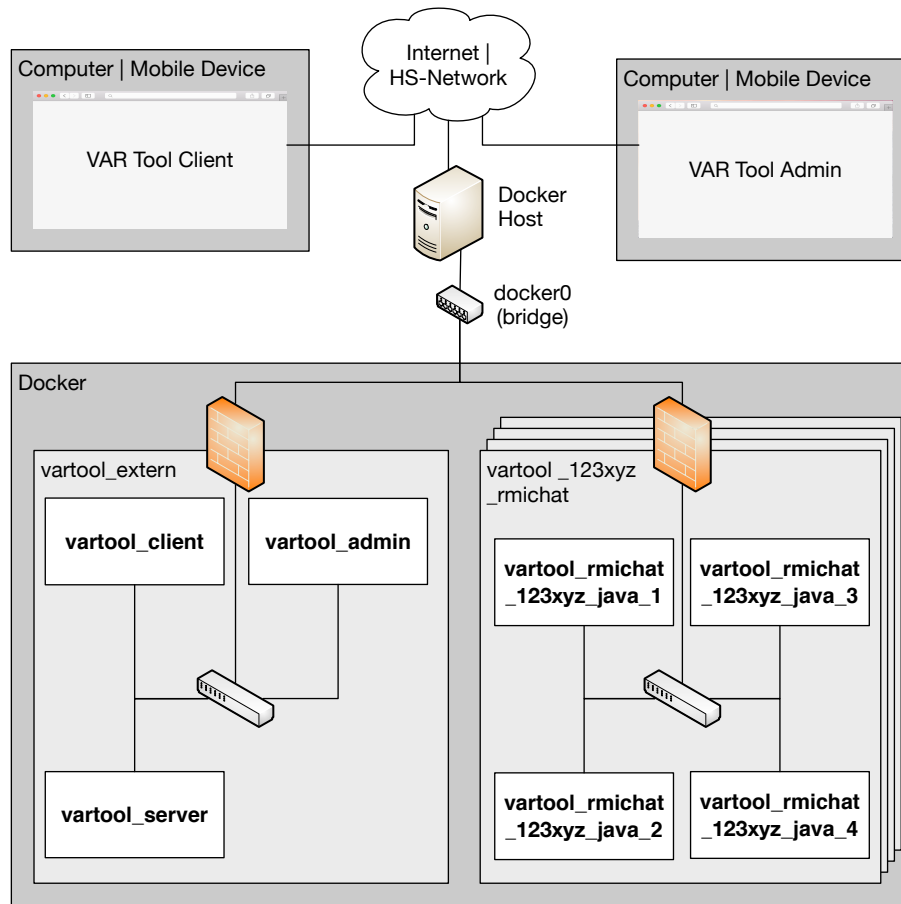 Internet |
HS-Network
Computer | Mobile Device
VAR Tool Client
Computer | Mobile Device
VAR Tool Admin
Docker
Host
docker0
(bridge)
Docker
vartool_extern
vartool_client
vartool_admin
vartool_server
vartool _123xyz
_rmichat
vartool_rmichat
_123xyz_java_1
vartool_rmichat
_123xyz_java_3
vartool_rmichat
_123xyz_java_2
vartool_rmichat
_123xyz_java_4